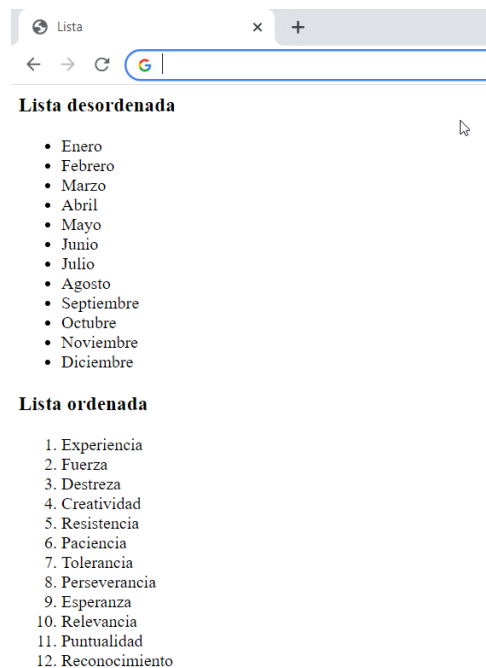 Lista
Lista desordenada
Enero
Febrero
Marzo
Abril
Mayo
Junio
Julio
Agosto
Septiembre
Octubre
Noviembre
Diciembre
Lista ordenada
1. Experiencia
2. Fuerza
3. Destreza
4. Creatividad
5. Resistencia
6. Paciencia
7. Tolerancia
8. Perseverancia
9. Esperanza
10. Relevancia
11. Puntualidad
12. Reconocimiento